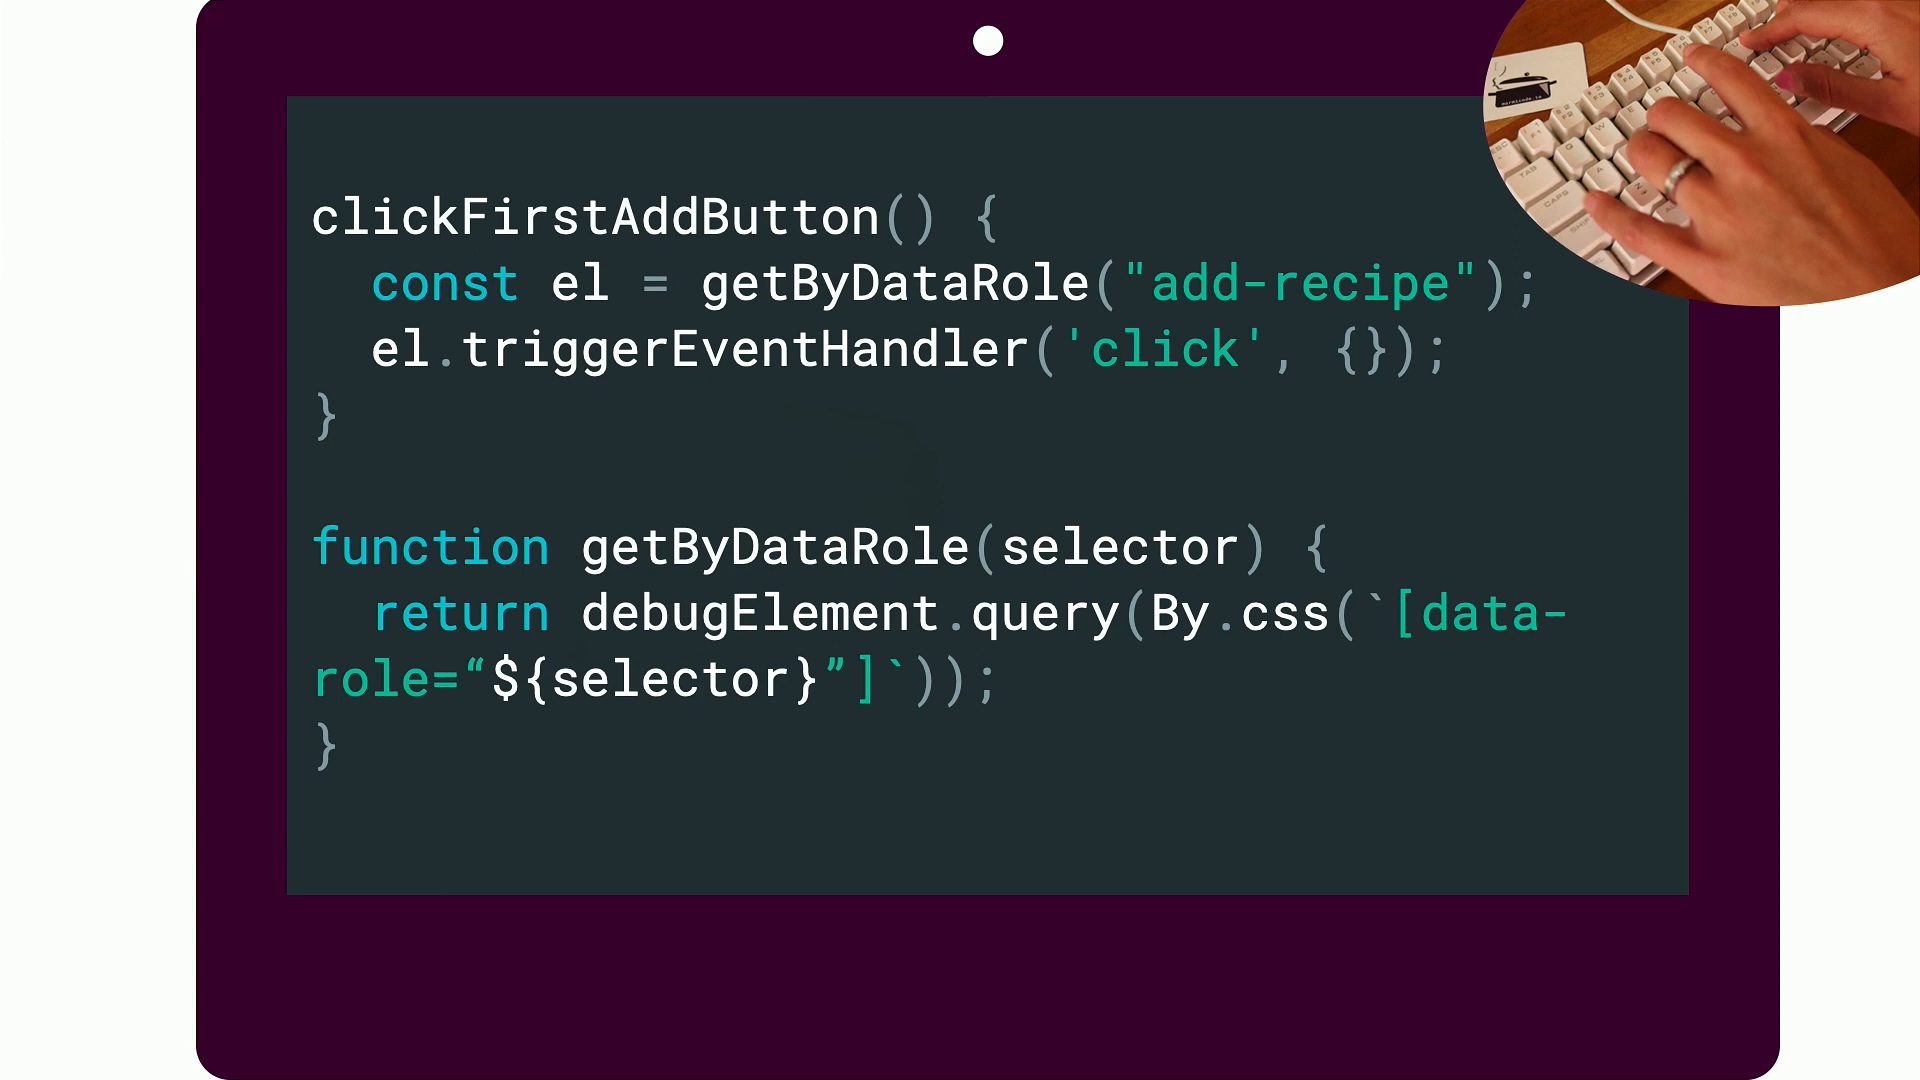 clickFirstAddButton() {
const el = getByDataRole("add-recipe");
el.triggerEventHandler('click', {});
}
function getByDataRole(selector) {
return debugElement.query(By.css(`[data-
role=“${selector}”]`));
}